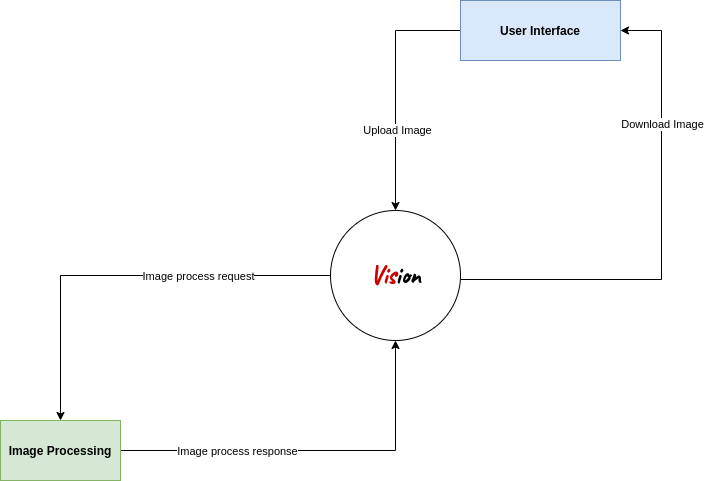 User Interface
Upload Image
Download Image
Vision
Image process request
Image Processing
Image process response